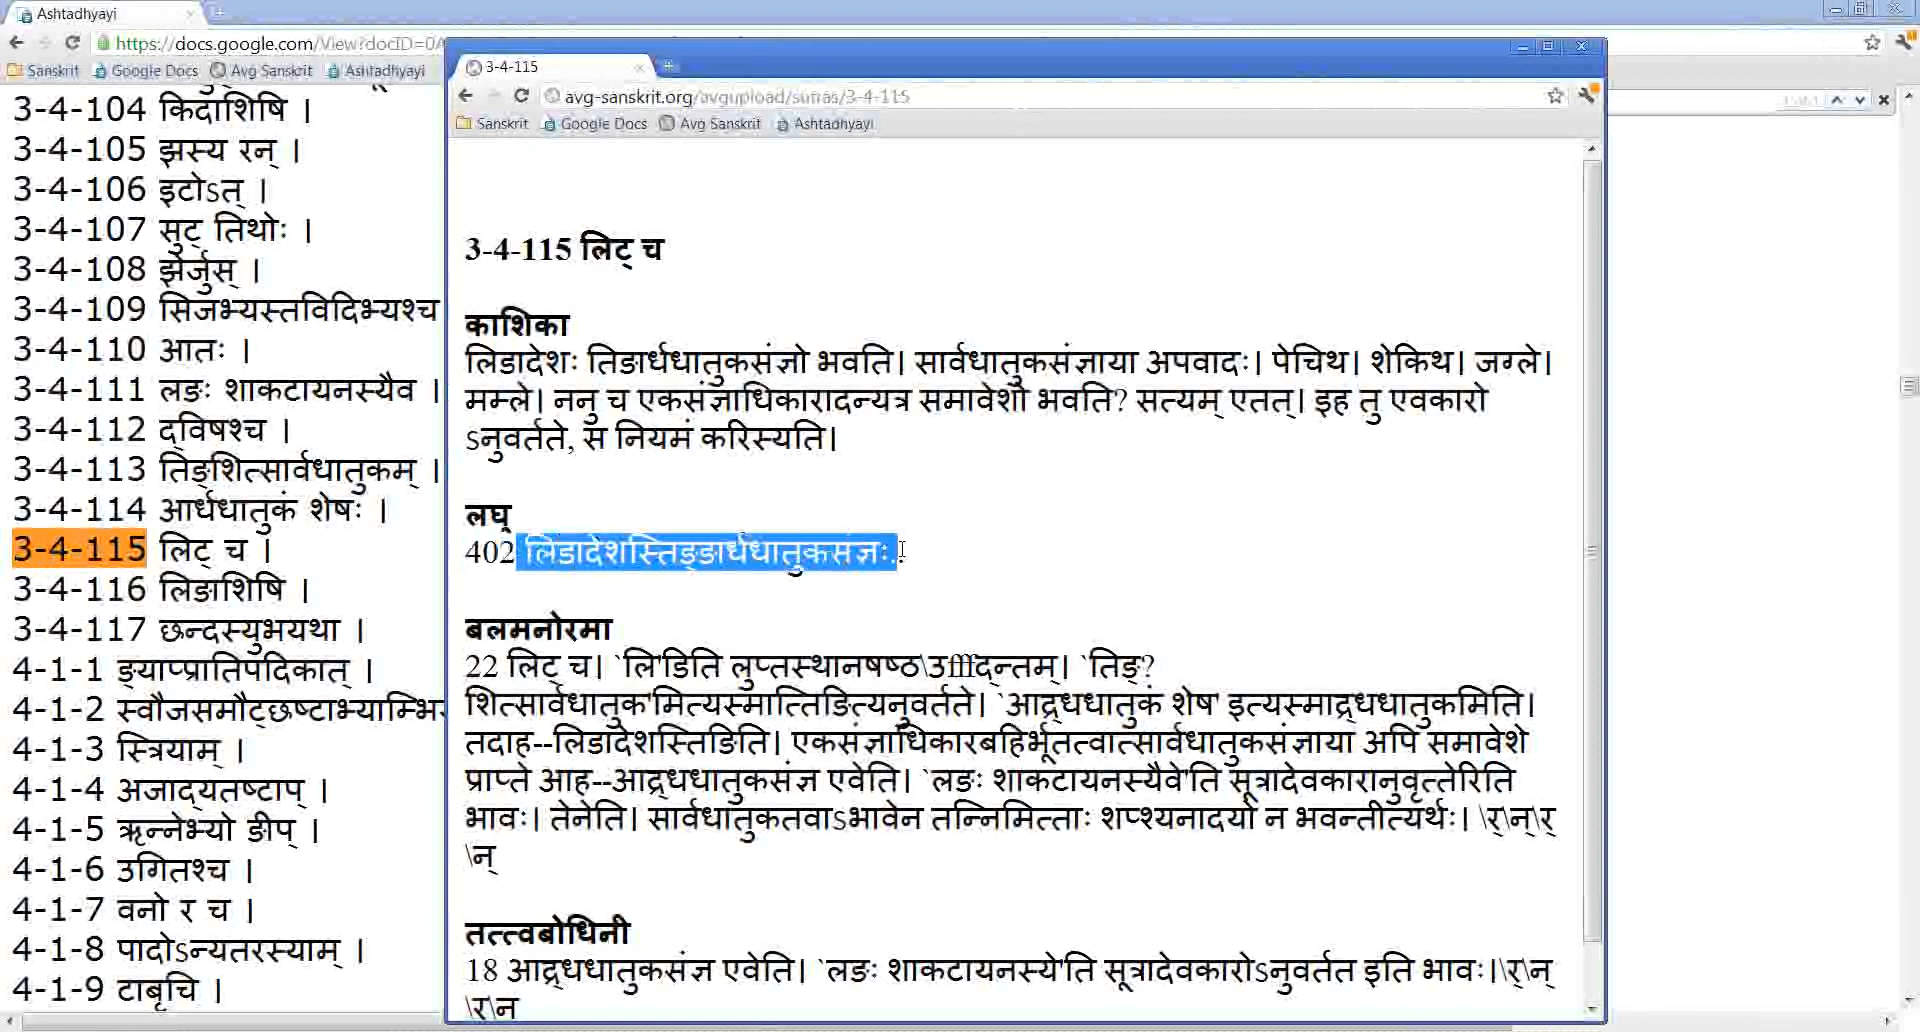 Ashtadhyayi
https://docs.google.com/View?docID=0A
Sanskrit Google Docs Avg Sanskrit Ashtadhyayi
3-4-104 किदाशिषि ।
3-4-105 झस्य रन् ।
3-4-106 इटोऽत् ।
3-4-107 सुट् तिथोः ।
3-4-108 झेर्जुस् ।
3-4-109 सिजभ्यस्तविदिभ्यश्च
3-4-110 आतः ।
3-4-111 लङः शाकटायनस्यैव ।
3-4-112 द्विषश्च ।
3-4-113 तिङ्शित्सार्वधातुकम् ।
3-4-114 आर्धधातुकं शेषः ।
3-4-115 लिट् च ।
3-4-116 लिङाशिषि ।
3-4-117 छन्दस्युभयथा ।
4-1-1 ङ्याप्प्रातिपदिकात् ।
4-1-2 स्वौजसमौट्छष्टाभ्याम्भिस
4-1-3 स्त्रियाम् ।
4-1-4 अजाद्यतष्टाप् ।
4-1-5 ऋन्नेभ्यो ङीप् ।
4-1-6 उगितश्च ।
4-1-7 वनो र च ।
4-1-8 पादोऽन्यतरस्याम् ।
4-1-9 टाबृचि ।
3-4-115
avg-sanskrit.org/avgupload/sutras/3-4-115
Sanskrit Google Docs Avg Sanskrit Ashtadhyayi
3-4-115 लिट् च
काशिका
लिडादेशः तिङार्धधातुकसंज्ञो भवति। सार्वधातुकसंज्ञाया अपवादः। पेचिथ। शेकिथ। जग्ले।
मम्ले। ननु च एकसंज्ञाधिकारादन्यत्र समावेशो भवति? सत्यम् एतत्। इह तु एवकारो
ऽनुवर्तते, स नियमं करिस्यति।
लघु
402 लिडादेशस्तिङ्ङार्धधातुकसंज्ञः..
बलमनोरमा
22 लिट् च। `लि'डिति लुप्तस्थानषष्ठ\उfffदन्तम्। `तिङ्?
शित्सार्वधातुक'मित्यस्मात्तिङित्यनुवर्तते। `आद्र्धधातुकं शेष' इत्यस्माद्र्धधातुकमिति।
तदाह--लिडादेशस्तिङिति। एकसंज्ञाधिकारबहिर्भूतत्वात्सार्वधातुकसंज्ञाया अपि समावेशे
प्राप्ते आह--आद्र्धधातुकसंज्ञ एवेति। `लङः शाकटायनस्यैवे'ति सूत्रादेवकारानुवृत्तेरिति
भावः। तेनेति। सार्वधातुकतवाऽभावेन तन्निमित्ताः शप्श्यनादयो न भवन्तीत्यर्थः। \र्\न्\र्
\न्
तत्त्वबोधिनी
18 आद्र्धधातुकसंज्ञ एवेति। `लङः शाकटायनस्ये'ति सूत्रादेवकारोऽनुवर्तत इति भावः।\र्\न्
\र्\न